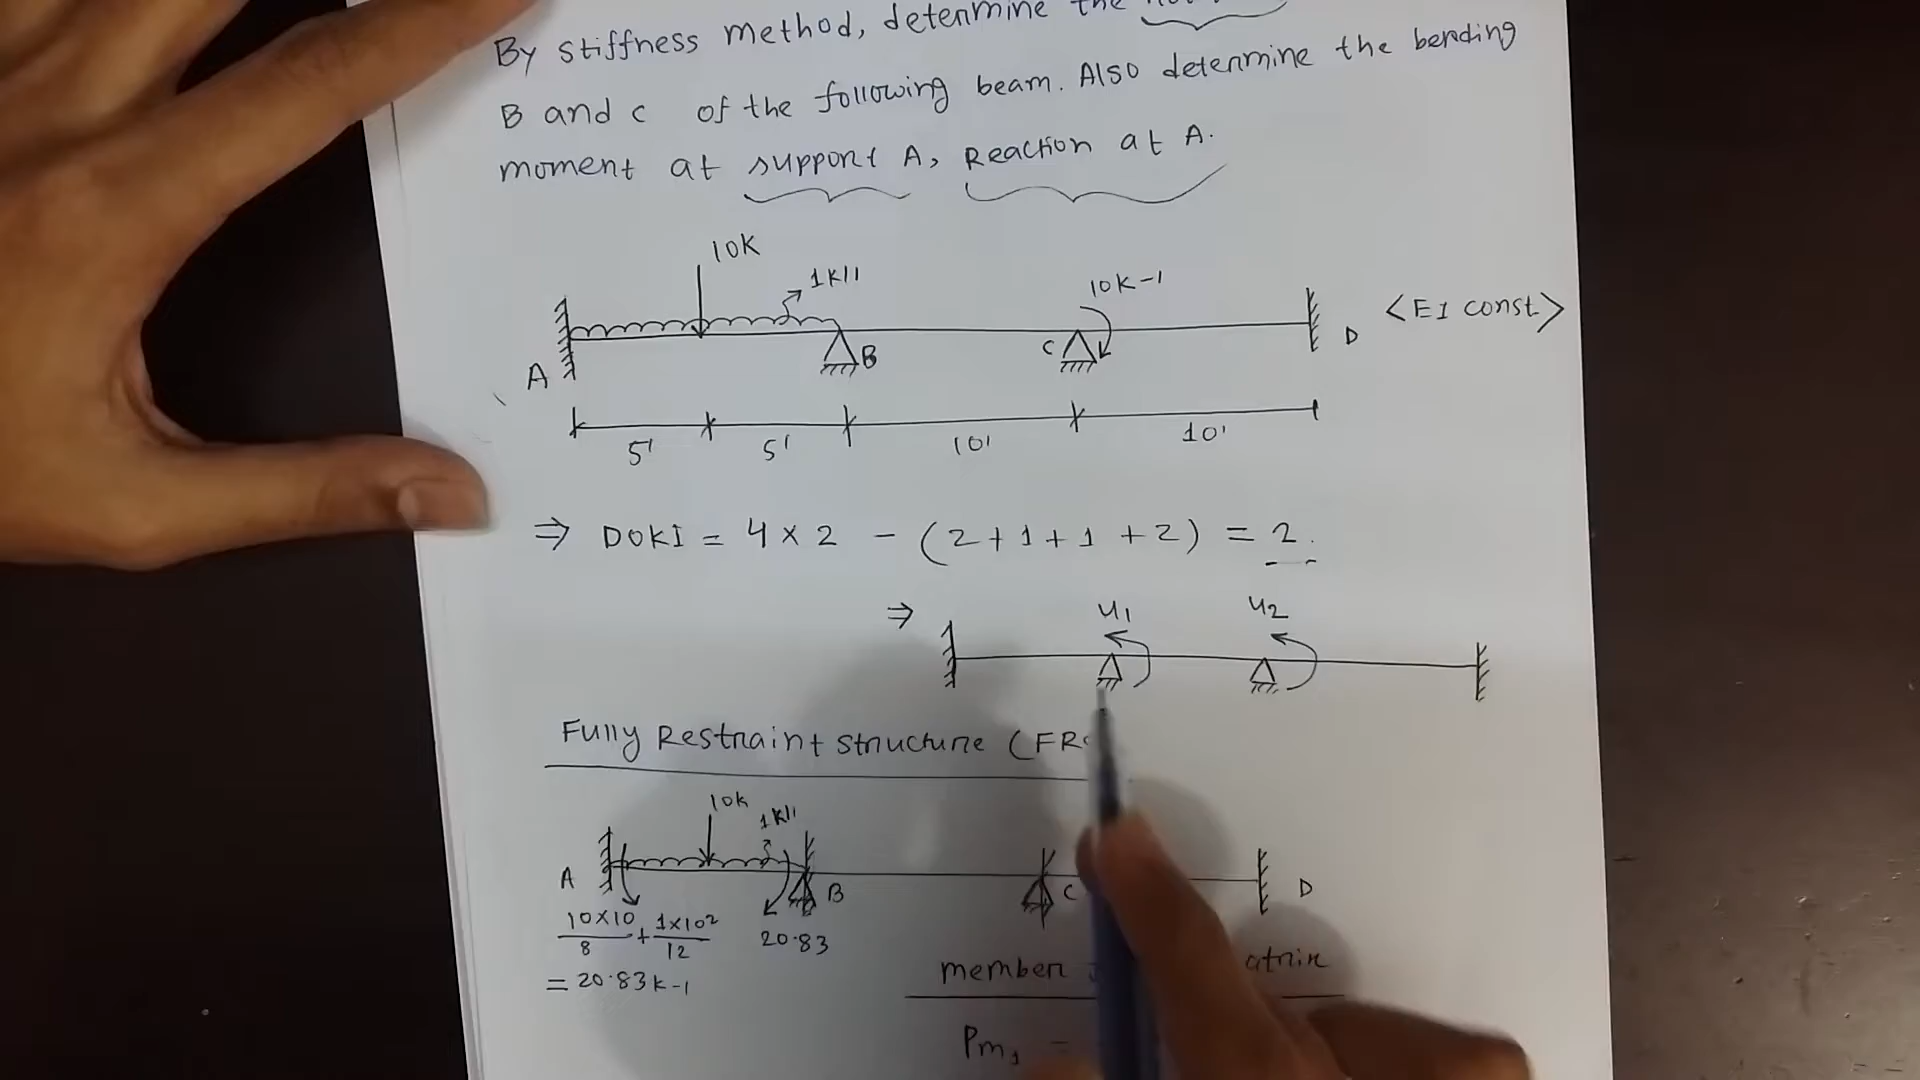 By stiffness method, determine the
B and C of the following beam. Also determine the bending
moment at support A, Reaction at A.
10K
1K/1
10K-1
A
B
C
D
<EI const>
5'
5'
10'
10'
⇒ DOKI = 4 × 2 - (2+1+1+2) = 2.
⇒
u1
u2
Fully Restraint structure (FR
10K
1K/1
A
B
C
D
10×10/8 + 1×10²/12
20.83
= 20.83K-1
member
Pm1 =